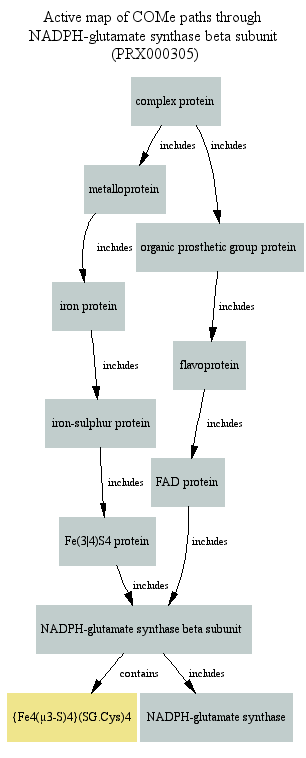 Active map of COMe paths through
NADPH-glutamate synthase beta subunit
(PRX000305)
complex protein
includes
includes
metalloprotein
organic prosthetic group protein
includes
iron protein
includes
flavoprotein
includes
iron-sulphur protein
includes
FAD protein
includes
Fe(3|4)S4 protein
includes
includes
NADPH-glutamate synthase beta subunit
contains
includes
{Fe4(µ3-S)4}(SG.Cys)4
NADPH-glutamate synthase